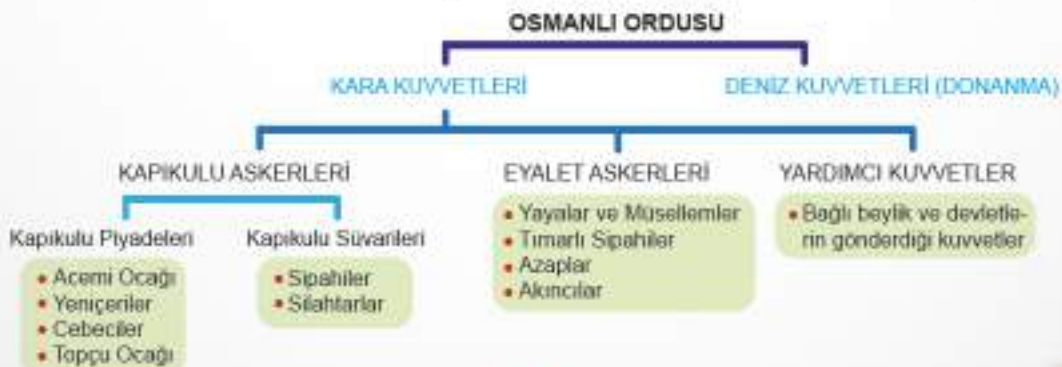 OSMANLI ORDUSU
KARA KUVVETLERİ
DENİZ KUVVETLERİ (DONANMA)
KAPIKULU ASKERLERİ
Kapıkulu Piyadeleri
• Acemi Ocağı
• Yeniçeriler
• Cebeciler
• Topçu Ocağı
Kapıkulu Süvarileri
• Sipahiler
• Silahtarlar
EYALET ASKERLERİ
• Yayalar ve Müsellemler
• Tımarlı Sipahiler
• Azaplar
• Akıncılar
YARDIMCI KUVVETLER
• Bağlı beylik ve devletle-
rin gönderdiği kuvvetler